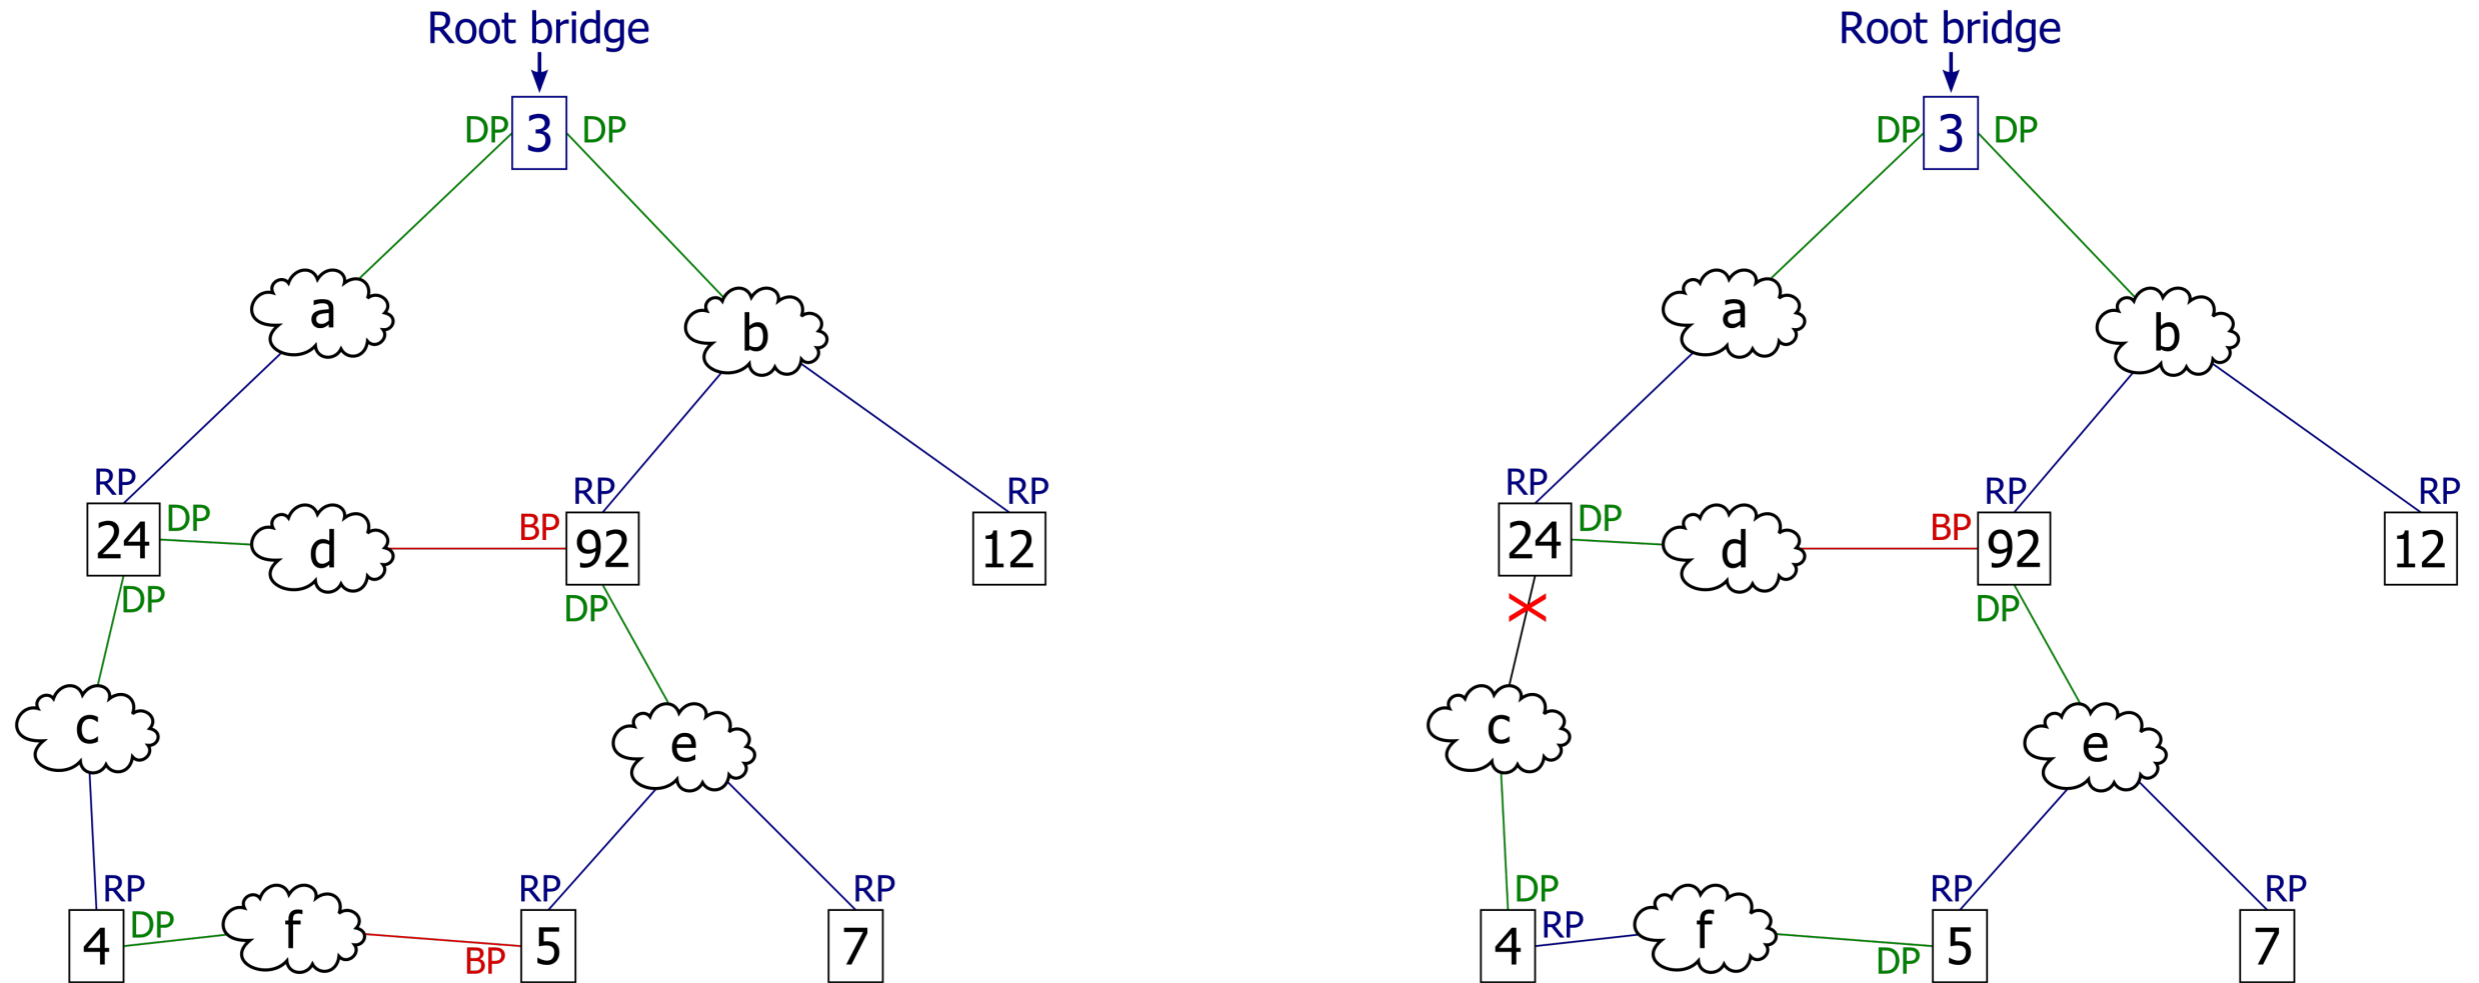 Root bridge
DP 3 DP
a
b
RP
RP
RP
24 DP d BP 92 12
DP
DP
c
e
RP
RP
RP
4 DP f BP 5 7
Root bridge
DP 3 DP
a
b
RP
RP
RP
24 DP d BP 92 12
DP
c
e
DP
RP
RP
4 RP f DP 5 7